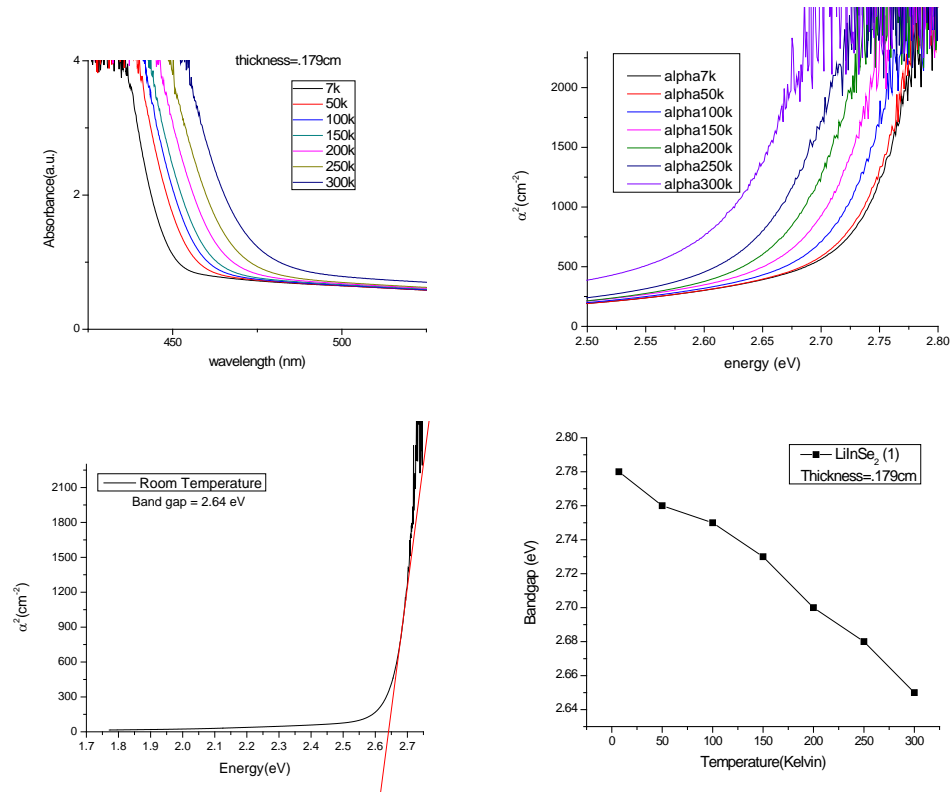 thickness=.179cm
7k
50k
100k
150k
200k
250k
300k
4
2
0
Absorbance(a.u.)
450
500
wavelength (nm)
alpha7k
alpha50k
alpha100k
alpha150k
alpha200k
alpha250k
alpha300k
2000
1500
1000
500
0
α²(cm⁻²)
2.50
2.55
2.60
2.65
2.70
2.75
2.80
energy (eV)
Room Temperature
Band gap = 2.64 eV
2100
1800
1500
1200
900
600
300
0
α²(cm⁻²)
1.7
1.8
1.9
2.0
2.1
2.2
2.3
2.4
2.5
2.6
2.7
Energy(eV)
LiInSe₂ (1)
Thickness=.179cm
2.80
2.78
2.76
2.74
2.72
2.70
2.68
2.66
2.64
Bandgap (eV)
0
50
100
150
200
250
300
Temperature(Kelvin)